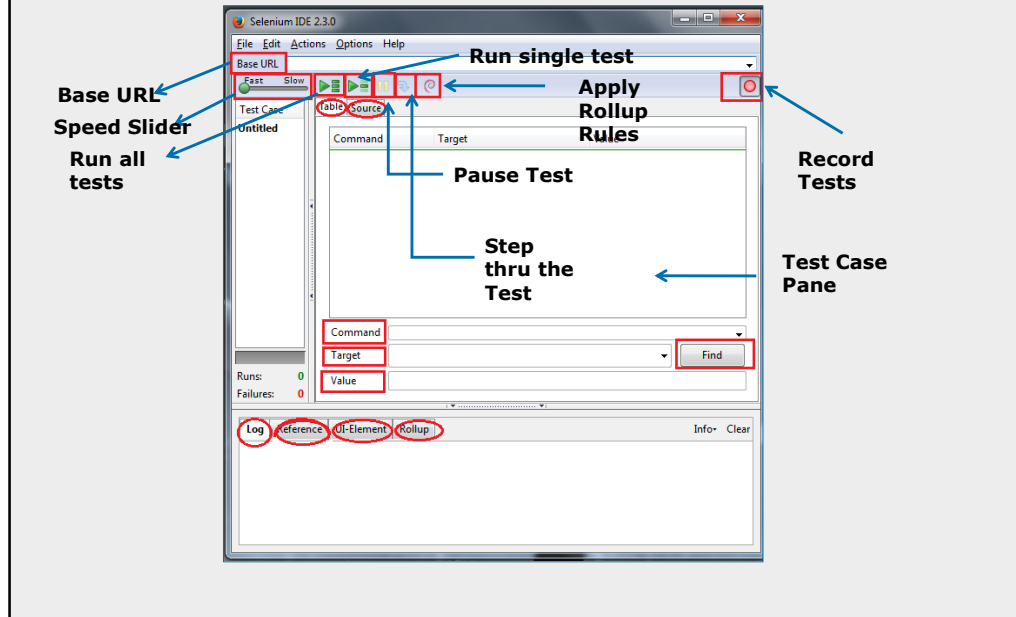 Selenium IDE 2.3.0
File Edit Actions Options Help
Run single test
Base URL
Fast Slow
Base URL
Apply
Rollup
Rules
Speed Slider
Test Case
Table Source
Untitled
Command Target Value
Run all
tests
Record
Tests
Pause Test
Step
thru the
Test
Test Case
Pane
Command
Target Find
Value
Runs: 0
Failures: 0
Log Reference UI-Element Rollup Info Clear